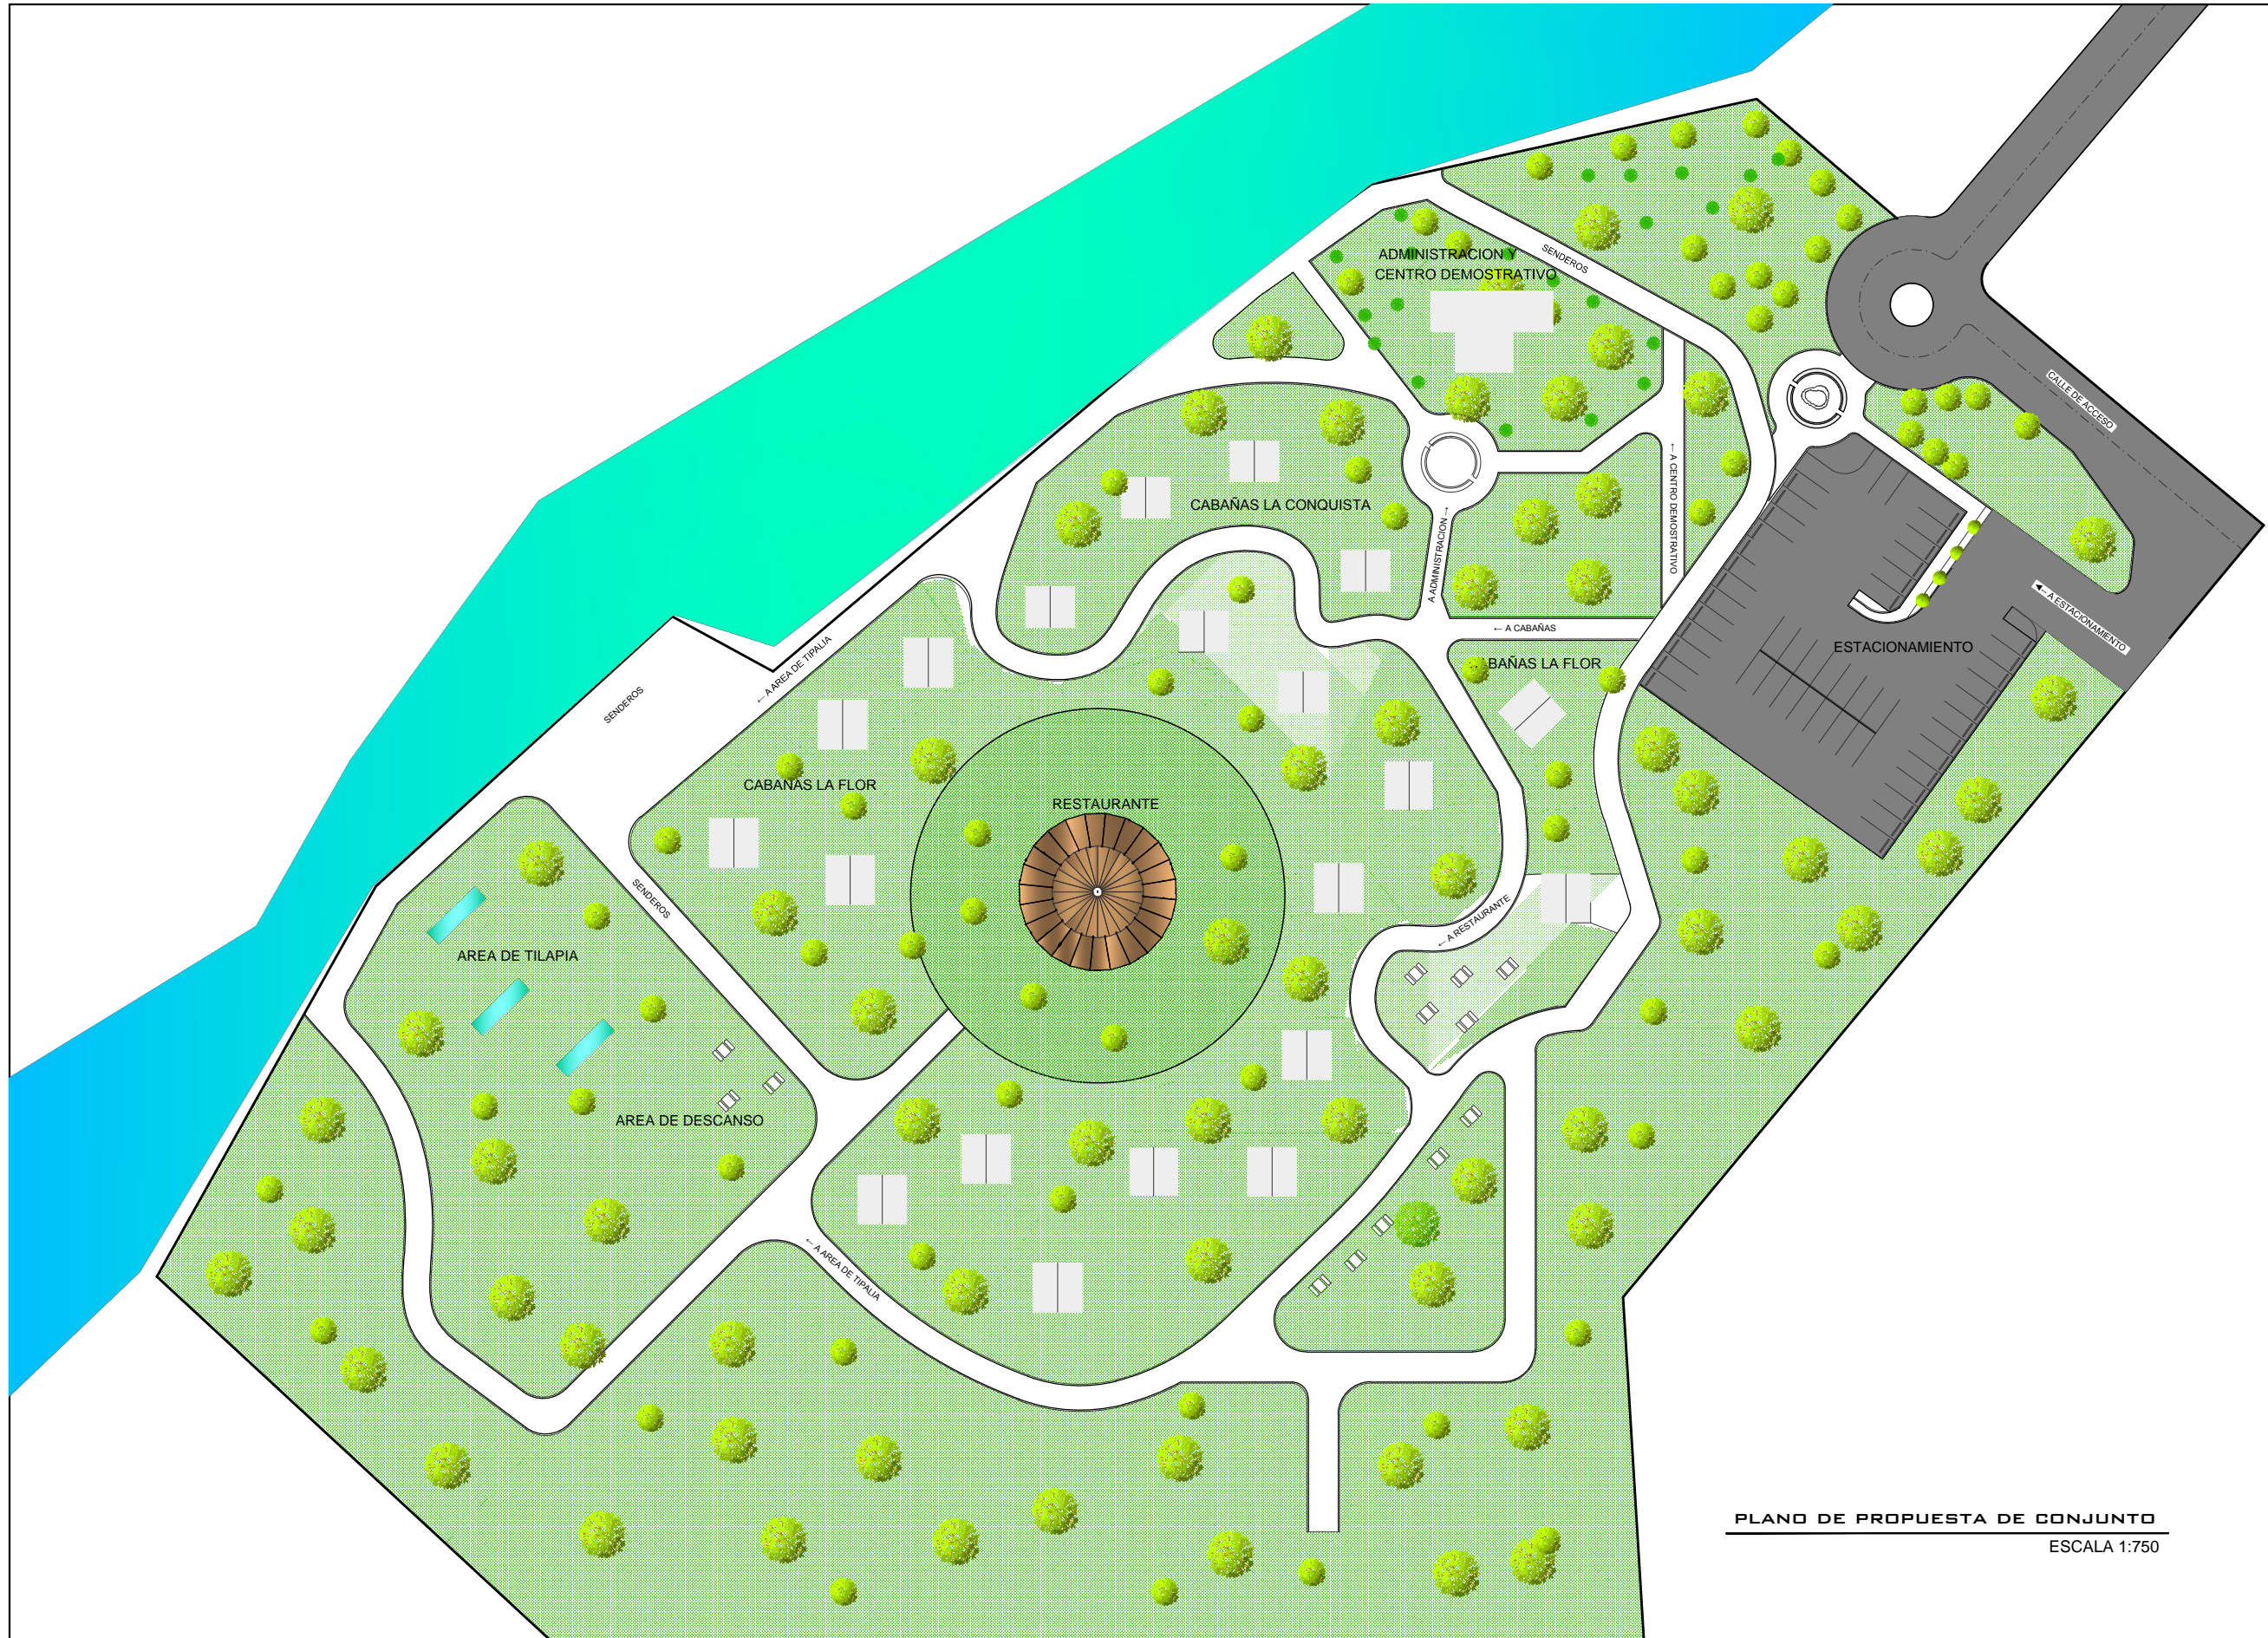 ADMINISTRACION Y
CENTRO DEMOSTRATIVO
SENDEROS
CALLE DE ACCESO
CABAÑAS LA CONQUISTA
A ADMINISTRACION →
← A CENTRO DEMOSTRATIVO
← A CABAÑAS
◄– A ESTACIONAMIENTO
ESTACIONAMIENTO
BAÑAS LA FLOR
← A AREA DE TIPALIA
SENDEROS
CABAÑAS LA FLOR
RESTAURANTE
SENDEROS
← A RESTAURANTE
AREA DE TILAPIA
AREA DE DESCANSO
← A AREA DE TIPALIA
PLANO DE PROPUESTA DE CONJUNTO
ESCALA 1:750